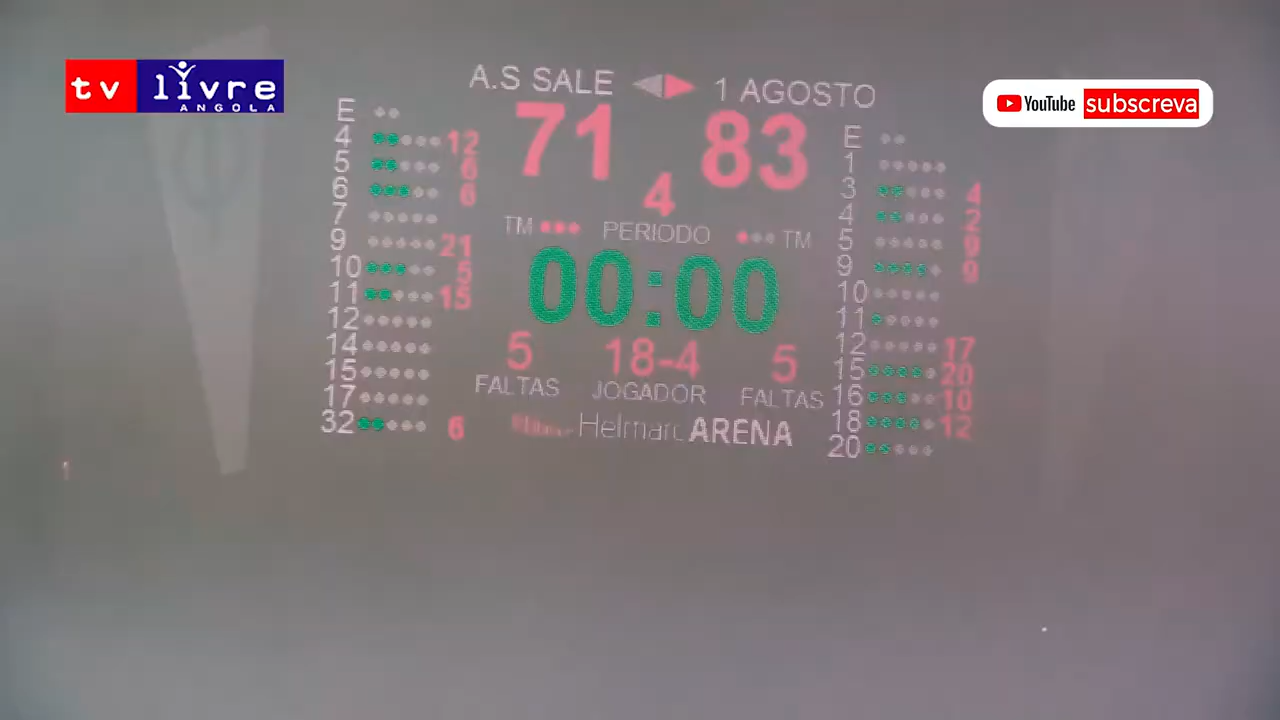 tv livre
ANGOLA
YouTube subscreva
A.S SALE 1 AGOSTO
71 83
4
TM PERIODO TM
00:00
5 18-4 5
FALTAS JOGADOR FALTAS
Helmarc ARENA
E
4 12
5 6
6 6
7
9 21
10 5
11 15
12
14
15
17
32 6
E
1
3 4
4 2
5 9
9 9
10
11
12 17
15 20
16 10
18 12
20